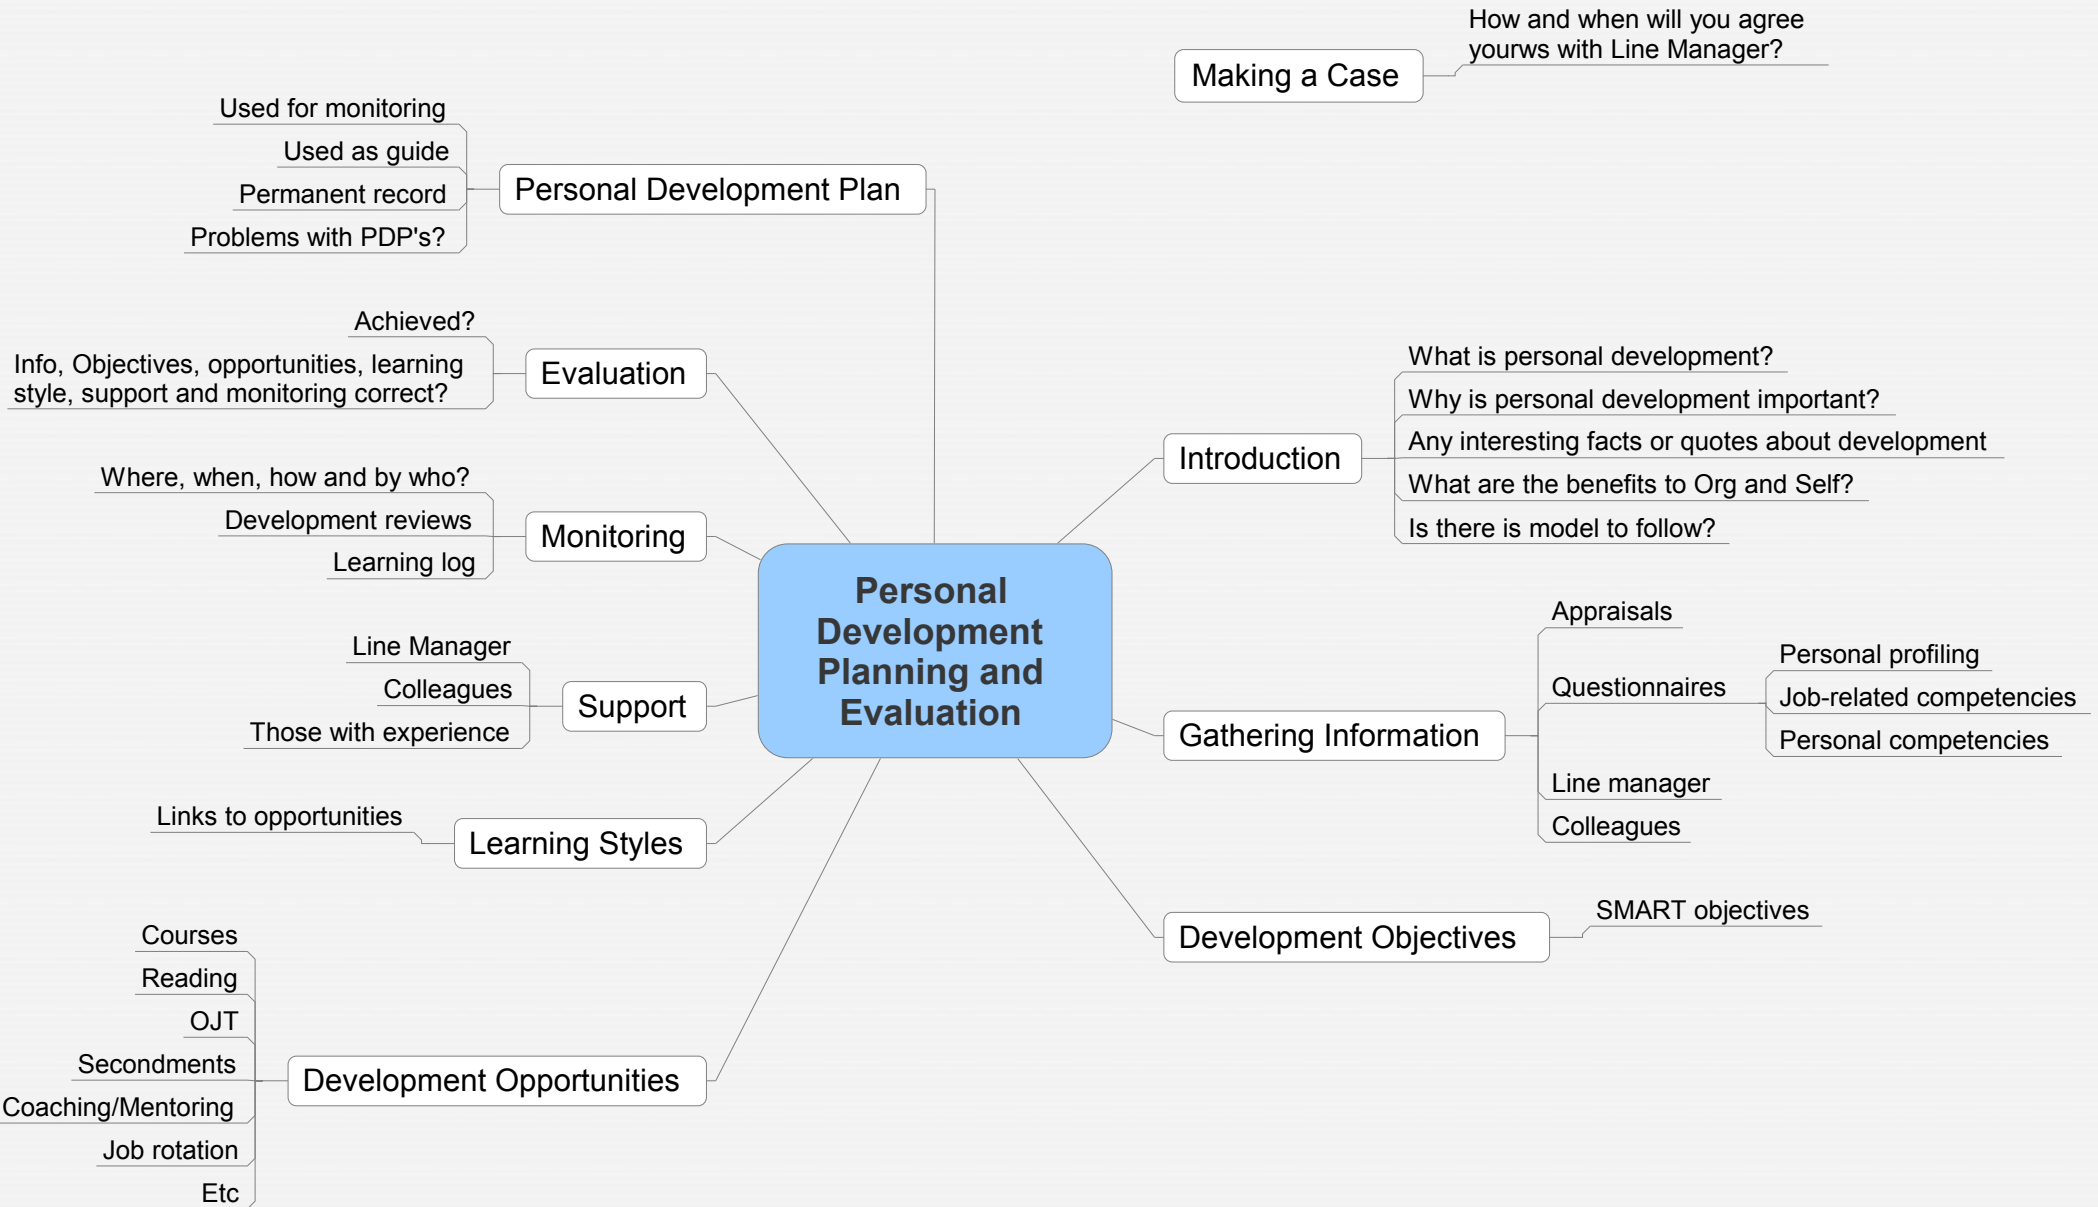 How and when will you agree
yourws with Line Manager?
Making a Case
Used for monitoring
Used as guide
Permanent record
Problems with PDP's?
Personal Development Plan
Achieved?
Info, Objectives, opportunities, learning
style, support and monitoring correct?
Evaluation
Where, when, how and by who?
Development reviews
Learning log
Monitoring
Line Manager
Colleagues
Those with experience
Support
Links to opportunities
Learning Styles
Courses
Reading
OJT
Secondments
Coaching/Mentoring
Job rotation
Etc
Development Opportunities
Personal
Development
Planning and
Evaluation
Introduction
What is personal development?
Why is personal development important?
Any interesting facts or quotes about development
What are the benefits to Org and Self?
Is there is model to follow?
Gathering Information
Appraisals
Questionnaires
Personal profiling
Job-related competencies
Personal competencies
Line manager
Colleagues
Development Objectives
SMART objectives